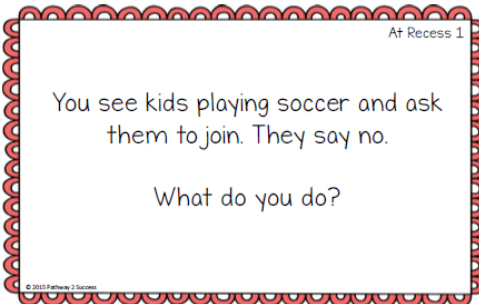 At Recess 1
You see kids playing soccer and ask
them to join. They say no.
What do you do?
© 2015 Pathway 2 Success